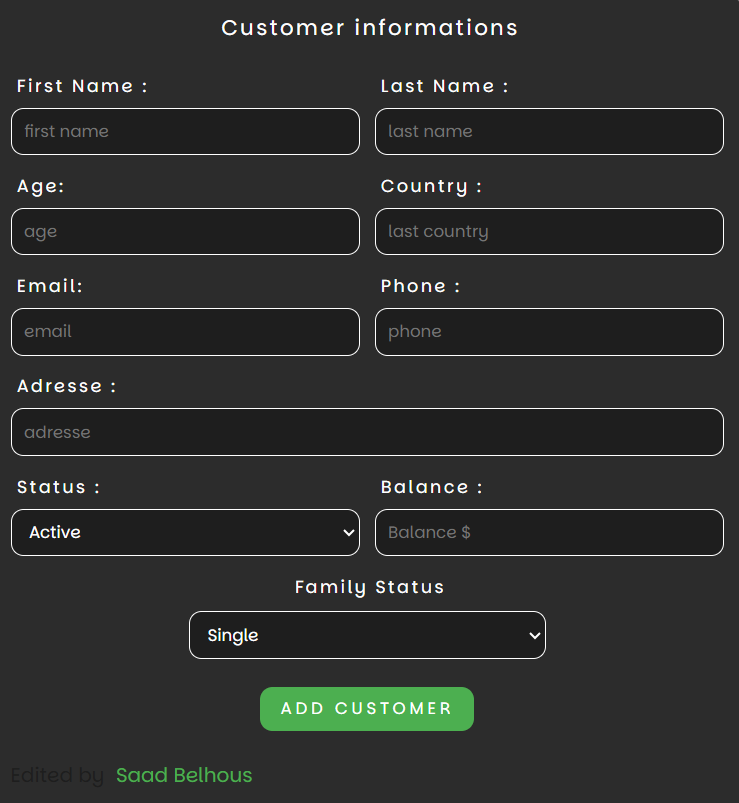 Customer informations
First Name : Last Name :
first name last name
Age: Country :
age last country
Email: Phone :
email phone
Adresse :
adresse
Status : Balance :
Active Balance $
Family Status
Single
ADD CUSTOMER
Edited by Saad Belhous